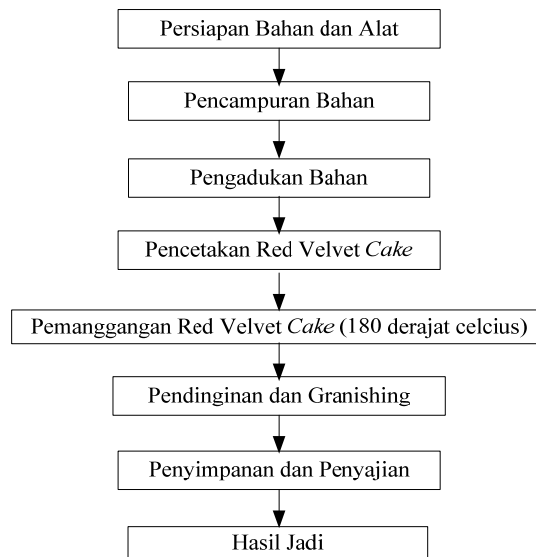 Persiapan Bahan dan Alat
Pencampuran Bahan
Pengadukan Bahan
Pencetakan Red Velvet Cake
Pemanggangan Red Velvet Cake (180 derajat celcius)
Pendinginan dan Granishing
Penyimpanan dan Penyajian
Hasil Jadi